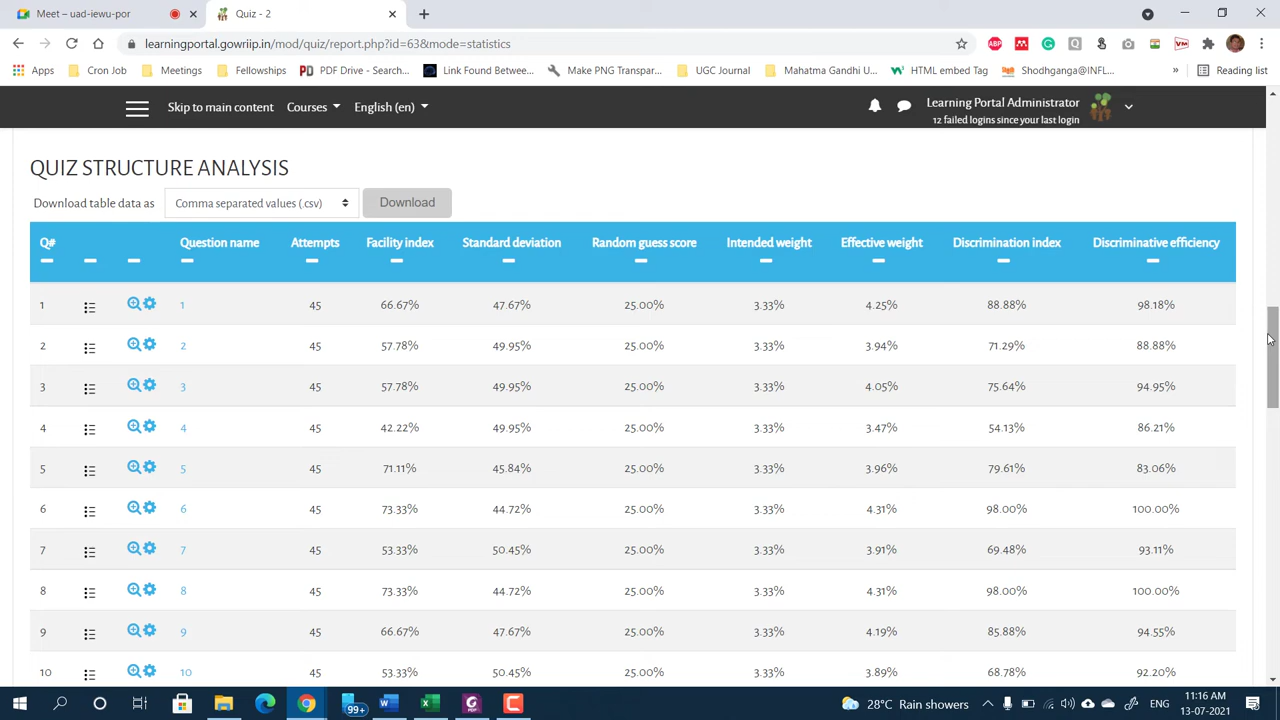 Meet – uad-iewu-por
Quiz - 2
learningportal.gowriip.in/mod/quiz/report.php?id=63&mode=statistics
Apps Cron Job Meetings Fellowships PDF Drive - Search... Link Found Betwee... Make PNG Transpar... UGC Journal Mahatma Gandhi U... HTML embed Tag Shodhganga@INFL... » Reading list
Skip to main content Courses English (en) Learning Portal Administrator
12 failed logins since your last login
QUIZ STRUCTURE ANALYSIS
Download table data as Comma separated values (.csv) Download
Q# Question name Attempts Facility index Standard deviation Random guess score Intended weight Effective weight Discrimination index Discriminative efficiency
1 1 45 66.67% 47.67% 25.00% 3.33% 4.25% 88.88% 98.18%
2 2 45 57.78% 49.95% 25.00% 3.33% 3.94% 71.29% 88.88%
3 3 45 57.78% 49.95% 25.00% 3.33% 4.05% 75.64% 94.95%
4 4 45 42.22% 49.95% 25.00% 3.33% 3.47% 54.13% 86.21%
5 5 45 71.11% 45.84% 25.00% 3.33% 3.96% 79.61% 83.06%
6 6 45 73.33% 44.72% 25.00% 3.33% 4.31% 98.00% 100.00%
7 7 45 53.33% 50.45% 25.00% 3.33% 3.91% 69.48% 93.11%
8 8 45 73.33% 44.72% 25.00% 3.33% 4.31% 98.00% 100.00%
9 9 45 66.67% 47.67% 25.00% 3.33% 4.19% 85.88% 94.55%
10 10 45 53.33% 50.45% 25.00% 3.33% 3.89% 68.78% 92.20%
99+ 28°C Rain showers ENG 11:16 AM
13-07-2021